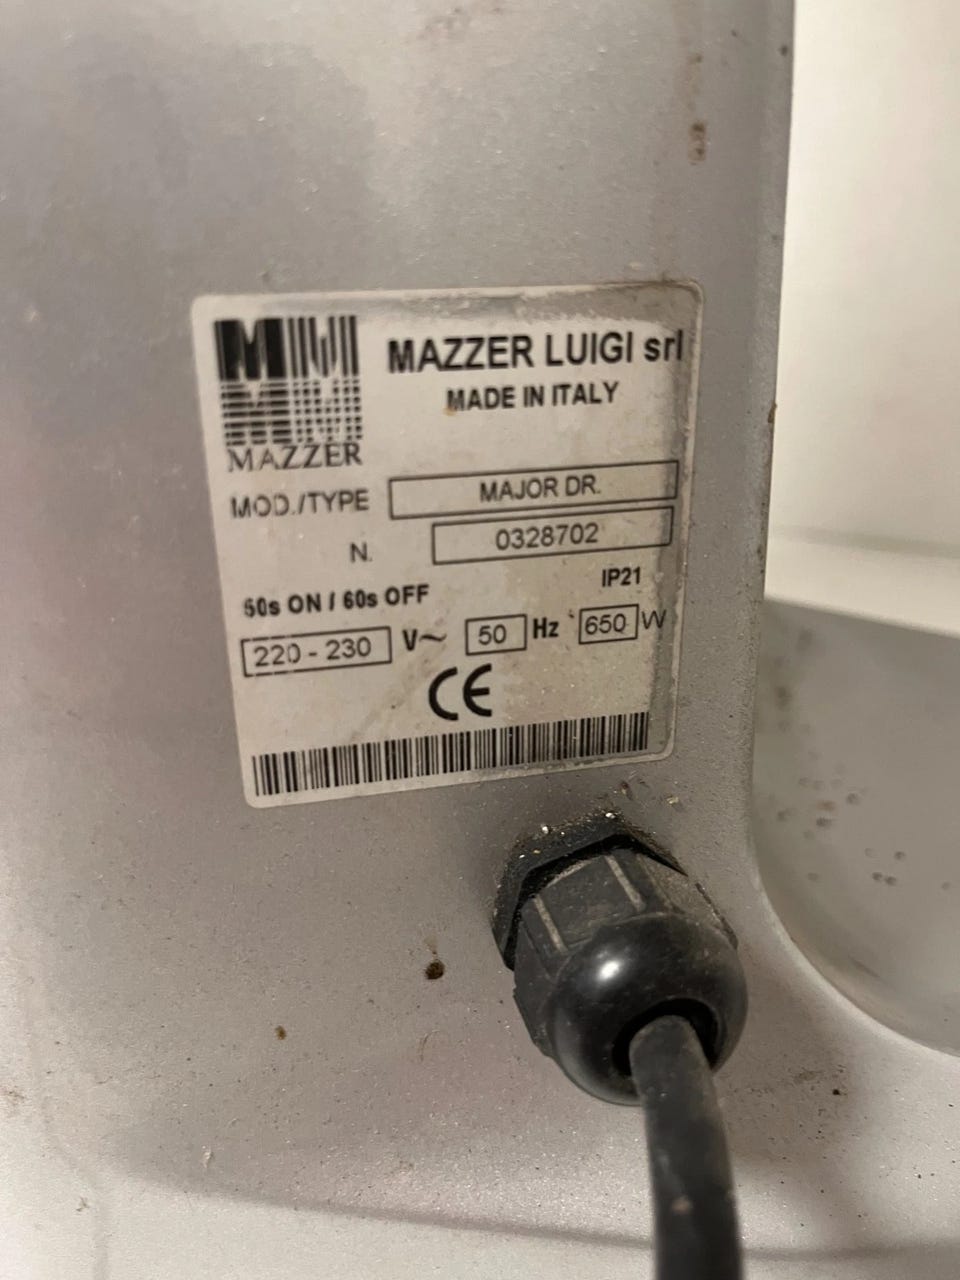 MAZZER
MAZZER LUIGI srl
MADE IN ITALY
MOD./TYPE MAJOR DR.
N. 0328702
IP21
60s ON / 60s OFF
220 - 230 V~ 50 Hz 650 W
CE